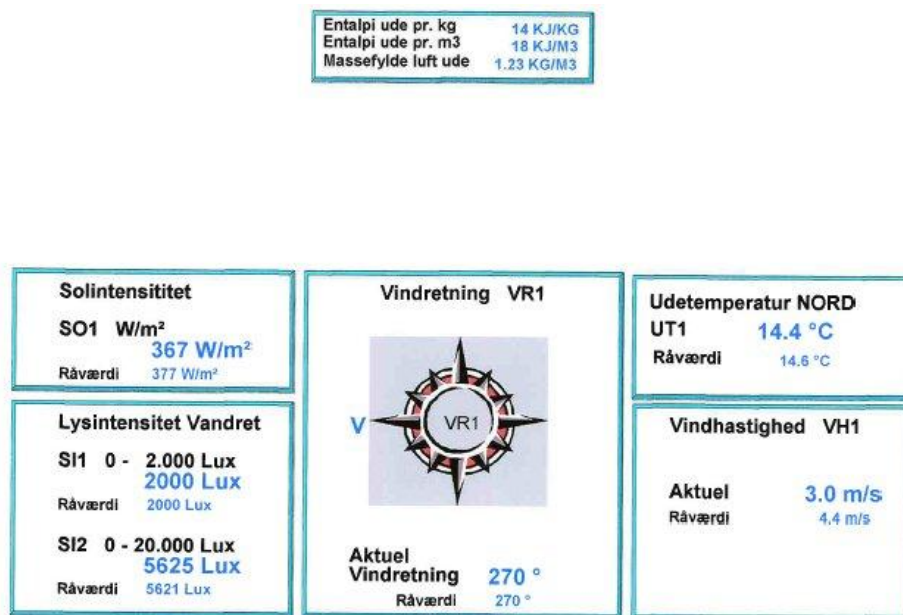 Entalpi ude pr. kg 14 KJ/KG
Entalpi ude pr. m3 18 KJ/M3
Massefylde luft ude 1.23 KG/M3
Solintensititet
SO1 W/m²
367 W/m²
Råværdi 377 W/m²
Lysintensitet Vandret
SI1 0 - 2.000 Lux
2000 Lux
Råværdi 2000 Lux
SI2 0 - 20.000 Lux
5625 Lux
Råværdi 5621 Lux
Vindretning VR1
V VR1
Aktuel
Vindretning 270 °
Råværdi 270 °
Udetemperatur NORD
UT1 14.4 °C
Råværdi 14.6 °C
Vindhastighed VH1
Aktuel 3.0 m/s
Råværdi 4.4 m/s